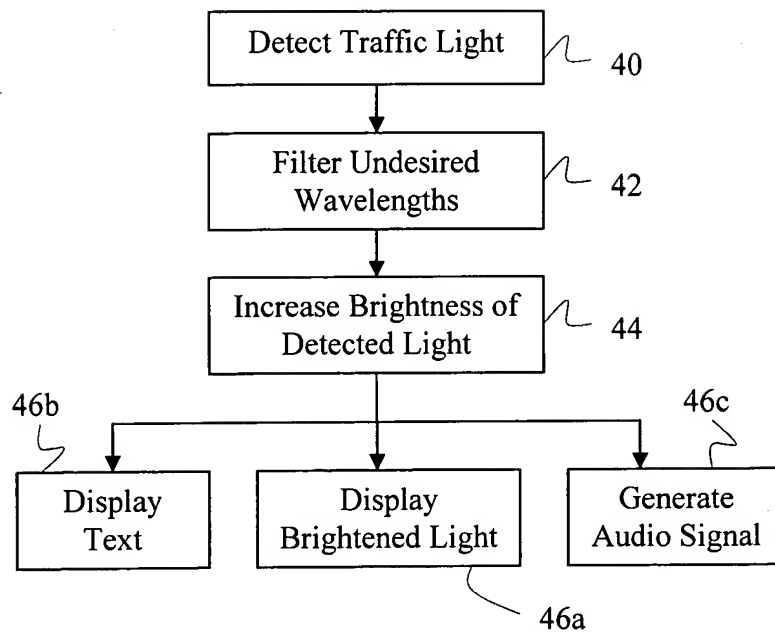 Detect Traffic Light
40
Filter Undesired
Wavelengths
42
Increase Brightness of
Detected Light
44
46b
46c
Display
Text
Display
Brightened Light
Generate
Audio Signal
46a